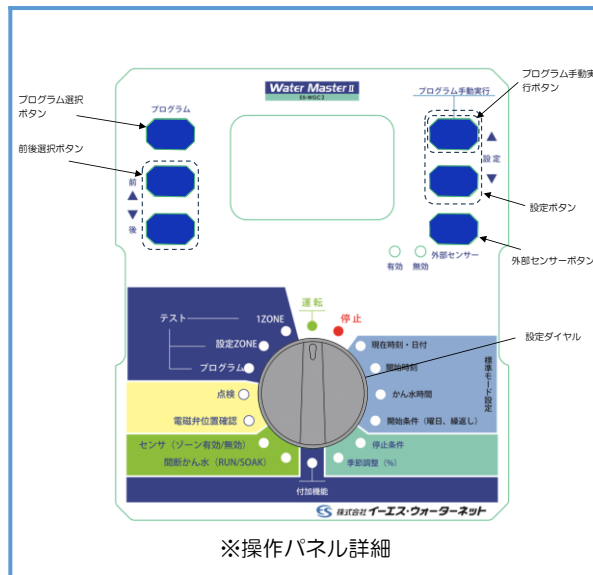 Water Master II
ES-WGC2
プログラム手動実行
プログラム手動実
行ボタン
プログラム選択
ボタン
プログラム
前後選択ボタン
前
後
設定
設定ボタン
外部センサー
有効
無効
外部センサーボタン
運転
停止
テスト
1ZONE
設定ZONE
プログラム
点検
電磁弁位置確認
センサ（ゾーン有効/無効）
間断かん水（RUN/SOAK）
付加機能
現在時刻・日付
開始時刻
かん水時間
開始条件（曜日、繰返し）
標準モード設定
停止条件
季節調整（%）
設定ダイヤル
ES 株式会社イーエス・ウォーターネット
※操作パネル詳細